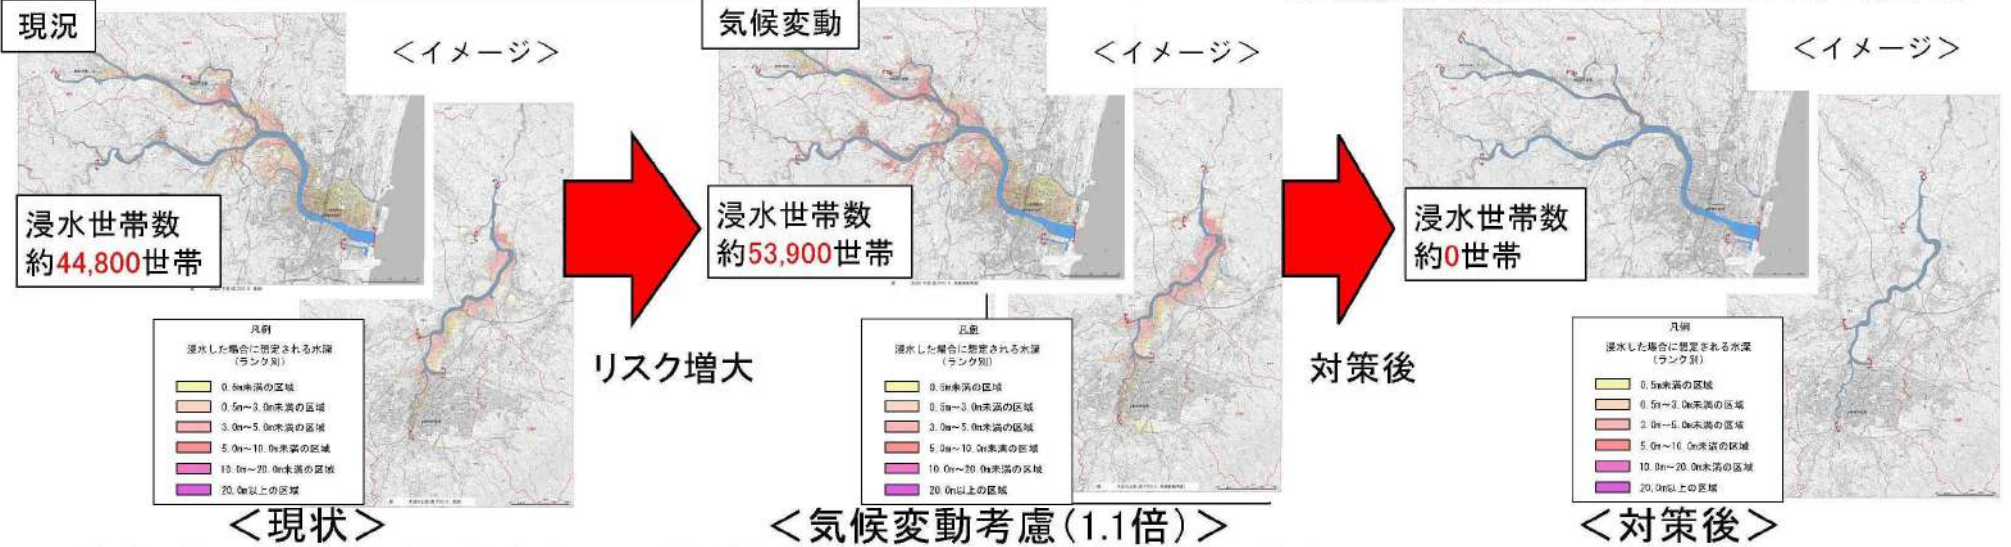 現況
＜イメージ＞
浸水世帯数
約44,800世帯
凡例
浸水した場合に想定される水深
(ランク別)
0.5m未満の区域
0.5m～3.0m未満の区域
3.0m～5.0m未満の区域
5.0m～10.0m未満の区域
10.0m～20.0m未満の区域
20.0m以上の区域
＜現状＞
リスク増大
気候変動
＜イメージ＞
浸水世帯数
約53,900世帯
凡例
浸水した場合に想定される水深
(ランク別)
0.5m未満の区域
0.5m～3.0m未満の区域
3.0m～5.0m未満の区域
5.0m～10.0m未満の区域
10.0m～20.0m未満の区域
20.0m以上の区域
＜気候変動考慮(1.1倍)＞
対策後
＜イメージ＞
浸水世帯数
約0世帯
凡例
浸水した場合に想定される水深
(ランク別)
0.5m未満の区域
0.5m～3.0m未満の区域
3.0m～5.0m未満の区域
5.0m～10.0m未満の区域
10.0m～20.0m未満の区域
20.0m以上の区域
＜対策後＞